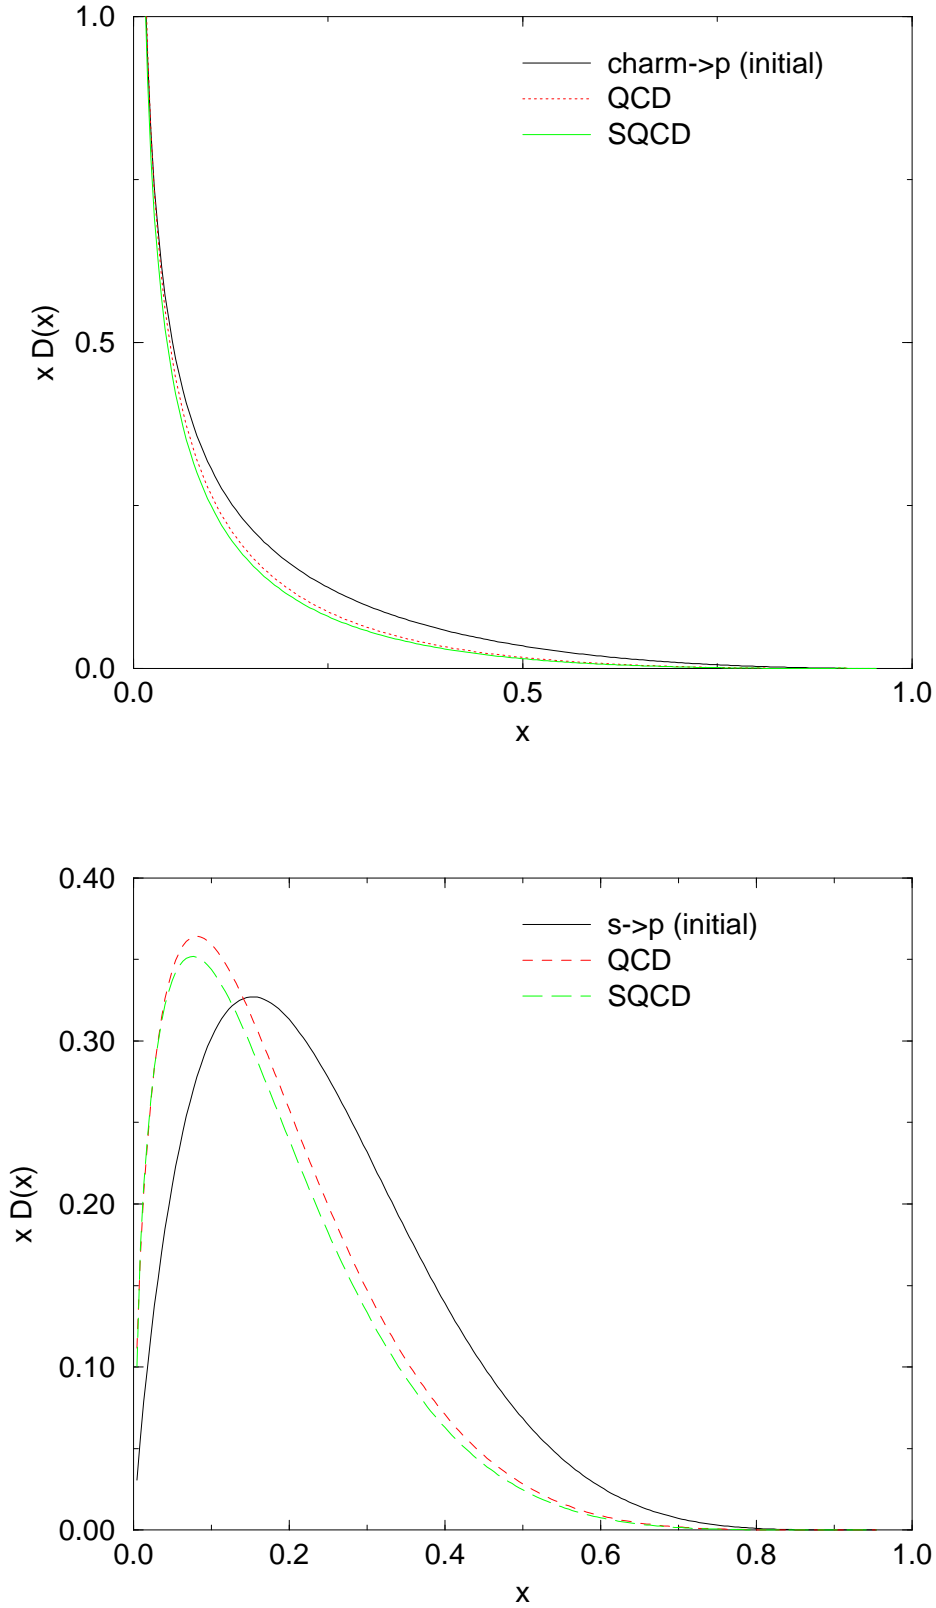 1.0
charm->p (initial)
QCD
SQCD
x D(x)
0.5
0.0
0.0 0.5 1.0
x
0.40
s->p (initial)
QCD
SQCD
0.30
x D(x)
0.20
0.10
0.00
0.0 0.2 0.4 0.6 0.8 1.0
x